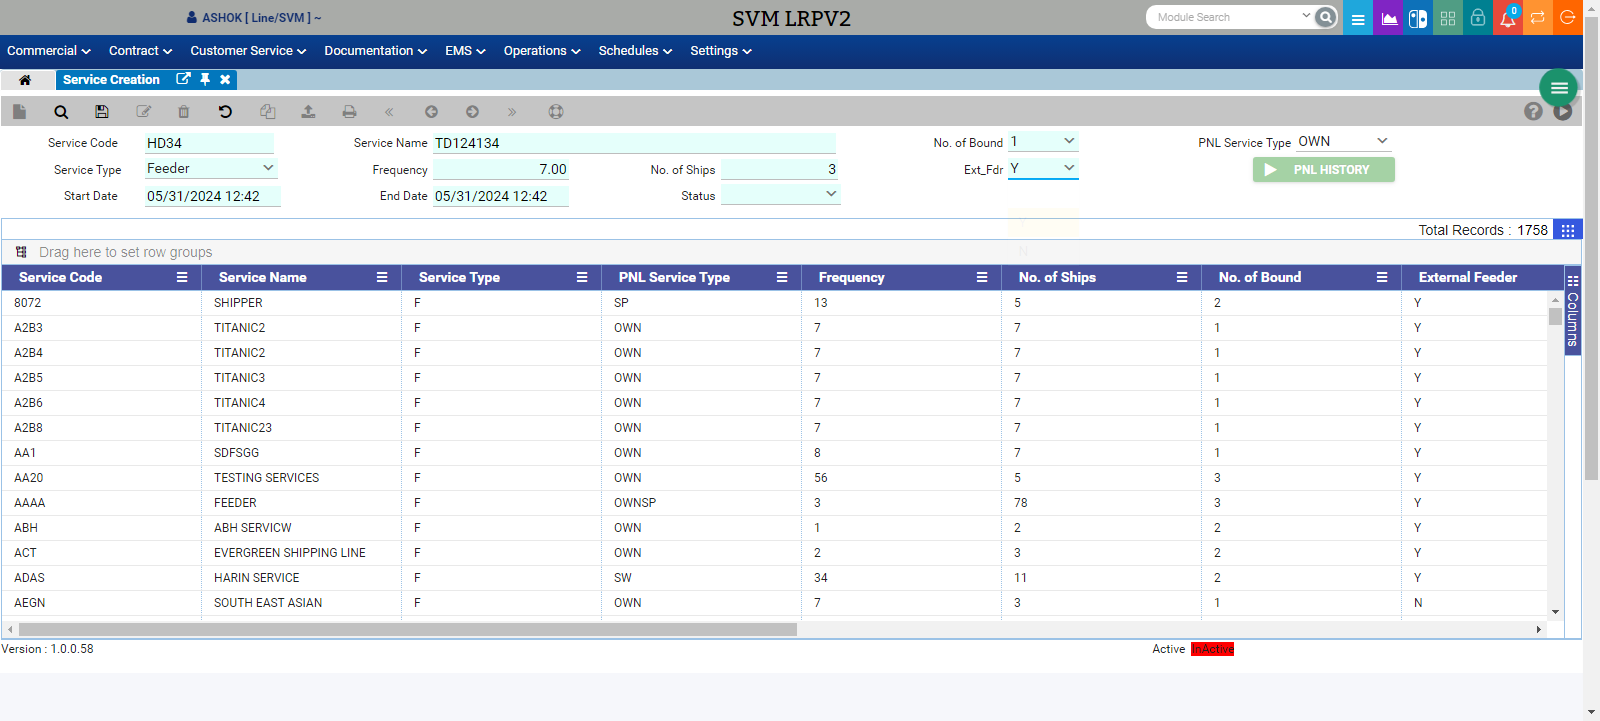 ASHOK [ Line/SVM ] ~ SVM LRPV2 Module Search 0
Commercial Contract Customer Service Documentation EMS Operations Schedules Settings
Service Creation
Service Code HD34 Service Name TD124134 No. of Bound 1 PNL Service Type OWN
Service Type Feeder Frequency 7.00 No. of Ships 3 Ext_Fdr Y PNL HISTORY
Start Date 05/31/2024 12:42 End Date 05/31/2024 12:42 Status
Total Records : 1758
Drag here to set row groups
Service Code Service Name Service Type PNL Service Type Frequency No. of Ships No. of Bound External Feeder
Columns
8072 SHIPPER F SP 13 5 2 Y
A2B3 TITANIC2 F OWN 7 7 1 Y
A2B4 TITANIC2 F OWN 7 7 1 Y
A2B5 TITANIC3 F OWN 7 7 1 Y
A2B6 TITANIC4 F OWN 7 7 1 Y
A2B8 TITANIC23 F OWN 7 7 1 Y
AA1 SDFSGG F OWN 8 7 1 Y
AA20 TESTING SERVICES F OWN 56 5 3 Y
AAAA FEEDER F OWNSP 3 78 3 Y
ABH ABH SERVICW F OWN 1 2 2 Y
ACT EVERGREEN SHIPPING LINE F OWN 2 3 2 Y
ADAS HARIN SERVICE F SW 34 11 2 Y
AEGN SOUTH EAST ASIAN F OWN 7 3 1 N
Version : 1.0.0.58 Active InActive